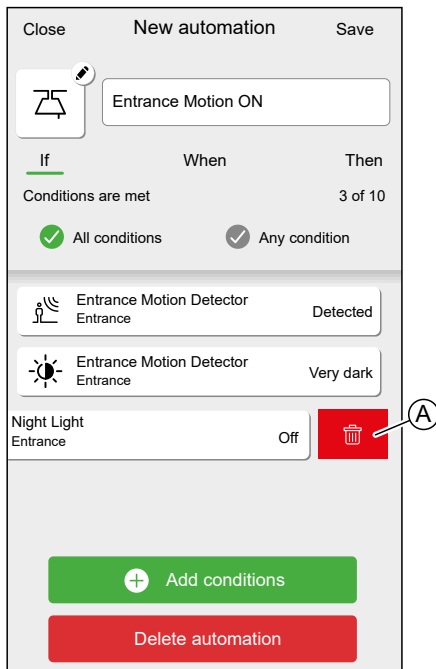 Close New automation Save
Entrance Motion ON
If When Then
Conditions are met 3 of 10
All conditions Any condition
Entrance Motion Detector
Entrance Detected
Entrance Motion Detector
Entrance Very dark
Night Light
Entrance Off
A
Add conditions
Delete automation